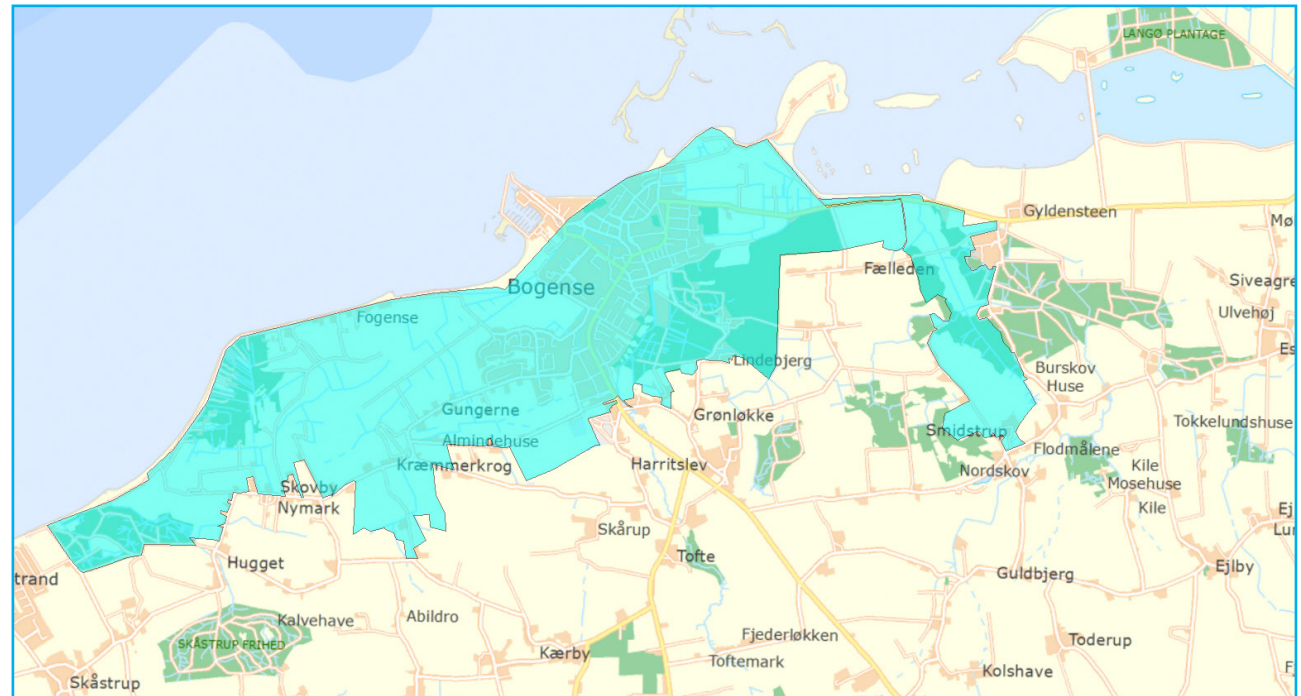 LANGØ PLANTAGE
Gyldensteen
Mø
Fælleden
Siveagre
Bogense
Ulvehøj
Fogense
Es
Lindebjerg
Burskov
Huse
Gungerne
Grønløkke
Almindehuse
Smidstrup
Tokkelundshuse
Flodmålene
Kræmmerkrog
Harritslev
Nordskov
Kile
Mosehuse
Skovby
Nymark
Kile
Ej
Skårup
Lun
Tofte
Hugget
Ejlby
Guldbjerg
trand
Abildro
Kalvehave
Fjederløkken
Toderup
SKÅSTRUP FRIHED
Kærby
Toftemark
Kolshave
F
Skåstrup